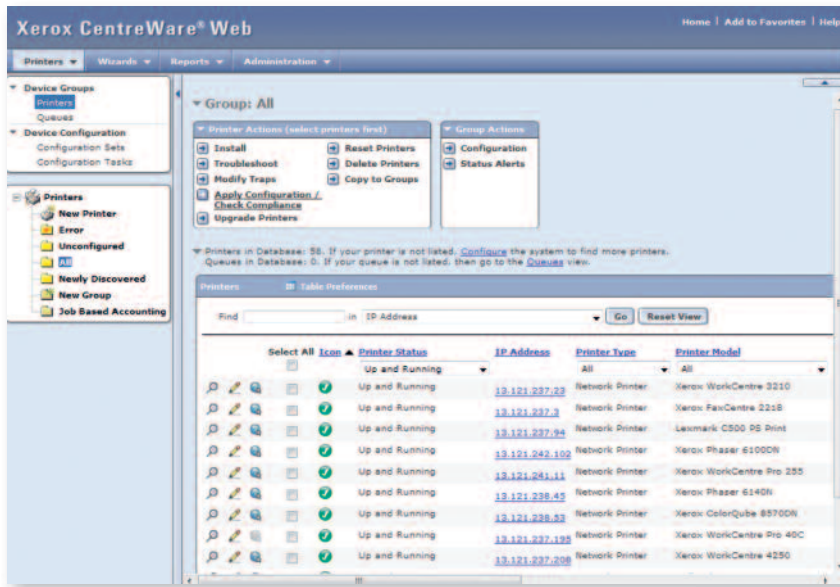 Xerox CentreWare® Web
Home | Add to Favorites | Help
Printers Wizards Reports Administration
Device Groups
Printers
Queues
Device Configuration
Configuration Sets
Configuration Tasks
Printers
New Printer
Error
Unconfigured
All
Newly Discovered
New Group
Job Based Accounting
Group: All
Printer Actions (select printers first)
Install
Troubleshoot
Modify Traps
Apply Configuration /
Check Compliance
Upgrade Printers
Reset Printers
Delete Printers
Copy to Groups
Group Actions
Configuration
Status Alerts
Printers in Database: 56. If your printer is not listed, Configure the system to find more printers.
Queues in Database: 0. If your queue is not listed, then go to the Queues view.
Printers Table Preferences
Find in IP Address Go Reset View
Select All Icon Printer Status IP Address Printer Type Printer Model
Up and Running All All
Up and Running 13.121.237.23 Network Printer Xerox WorkCentre 3210
Up and Running 13.121.237.3 Network Printer Xerox FaxCentre 2218
Up and Running 13.121.237.94 Network Printer Lexmark C500 PS Print
Up and Running 13.121.242.102 Network Printer Xerox Phaser 6100DN
Up and Running 13.121.241.11 Network Printer Xerox WorkCentre Pro 255
Up and Running 13.121.238.45 Network Printer Xerox Phaser 6140N
Up and Running 13.121.238.53 Network Printer Xerox ColorQube 8570DN
Up and Running 13.121.237.195 Network Printer Xerox WorkCentre Pro 40C
Up and Running 13.121.237.208 Network Printer Xerox WorkCentre 4250